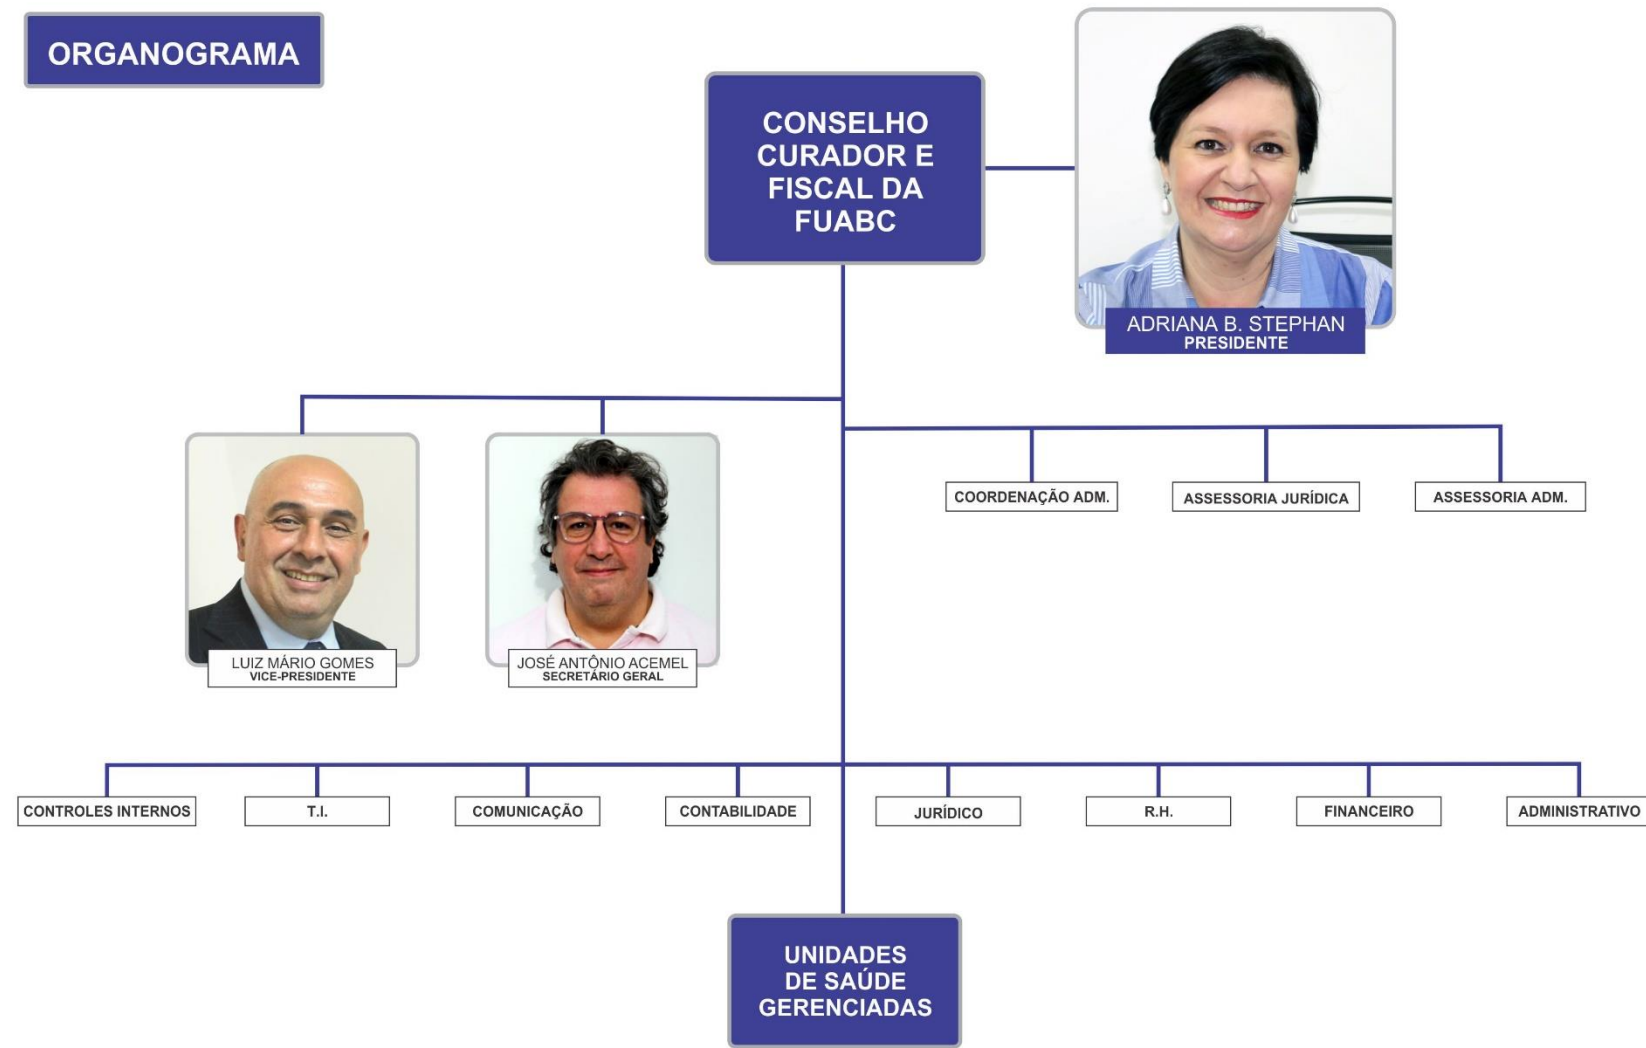 ORGANOGRAMA
CONSELHO
CURADOR E
FISCAL DA
FUABC
ADRIANA B. STEPHAN
PRESIDENTE
LUIZ MÁRIO GOMES
VICE-PRESIDENTE
JOSÉ ANTÔNIO ACEMEL
SECRETÁRIO GERAL
COORDENAÇÃO ADM.
ASSESSORIA JURÍDICA
ASSESSORIA ADM.
CONTROLES INTERNOS
T.I.
COMUNICAÇÃO
CONTABILIDADE
JURÍDICO
R.H.
FINANCEIRO
ADMINISTRATIVO
UNIDADES
DE SAÚDE
GERENCIADAS